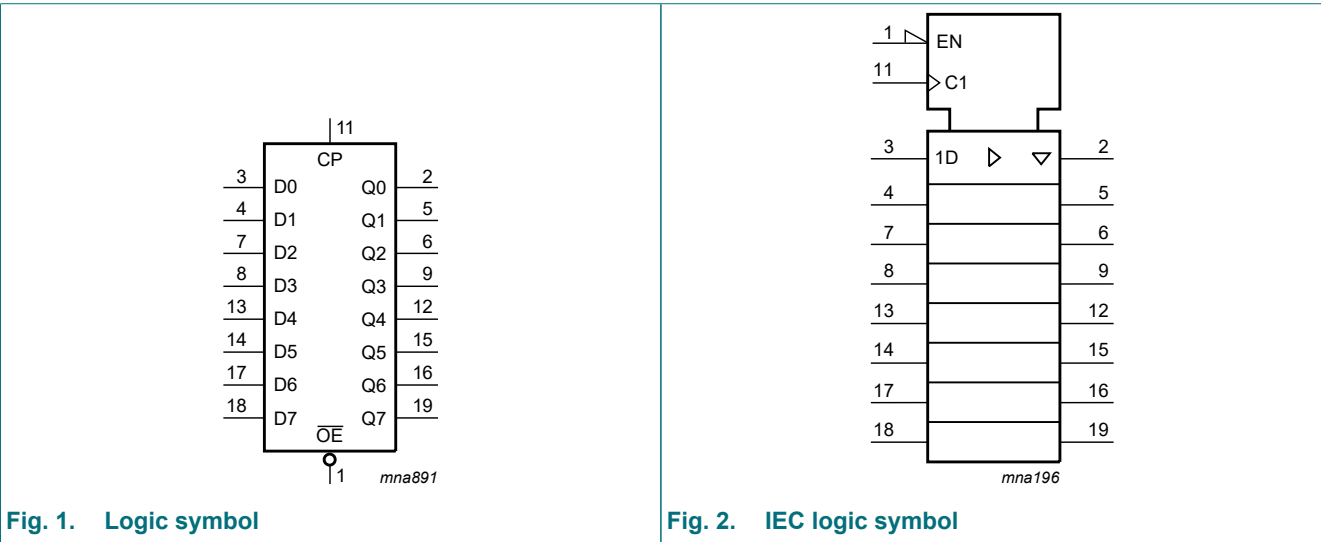 11
CP
3 D0 Q0 2
4 D1 Q1 5
7 D2 Q2 6
8 D3 Q3 9
13 D4 Q4 12
14 D5 Q5 15
17 D6 Q6 16
18 D7 Q7 19
OE
1 mna891
Fig. 1. Logic symbol
1 EN
11 C1
3 1D 2
4 5
7 6
8 9
13 12
14 15
17 16
18 19
mna196
Fig. 2. IEC logic symbol